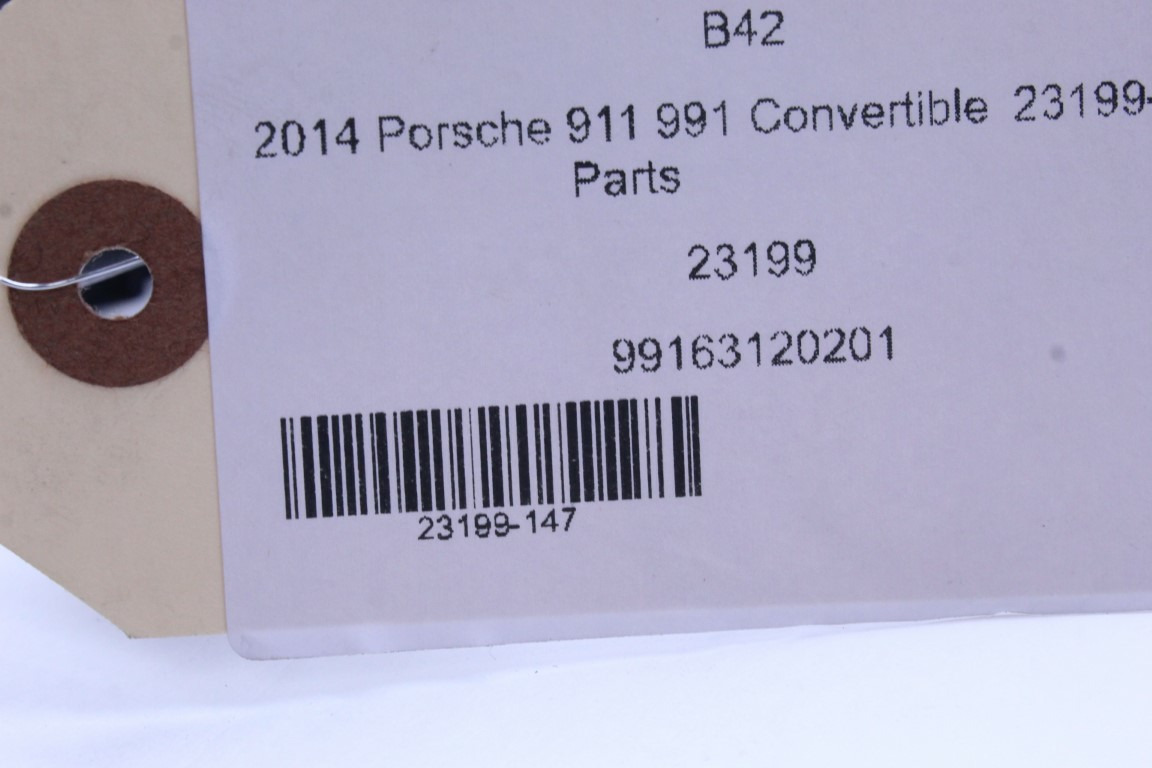 B42
2014 Porsche 911 991 Convertible 23199-
Parts
23199
99163120201
23199-147